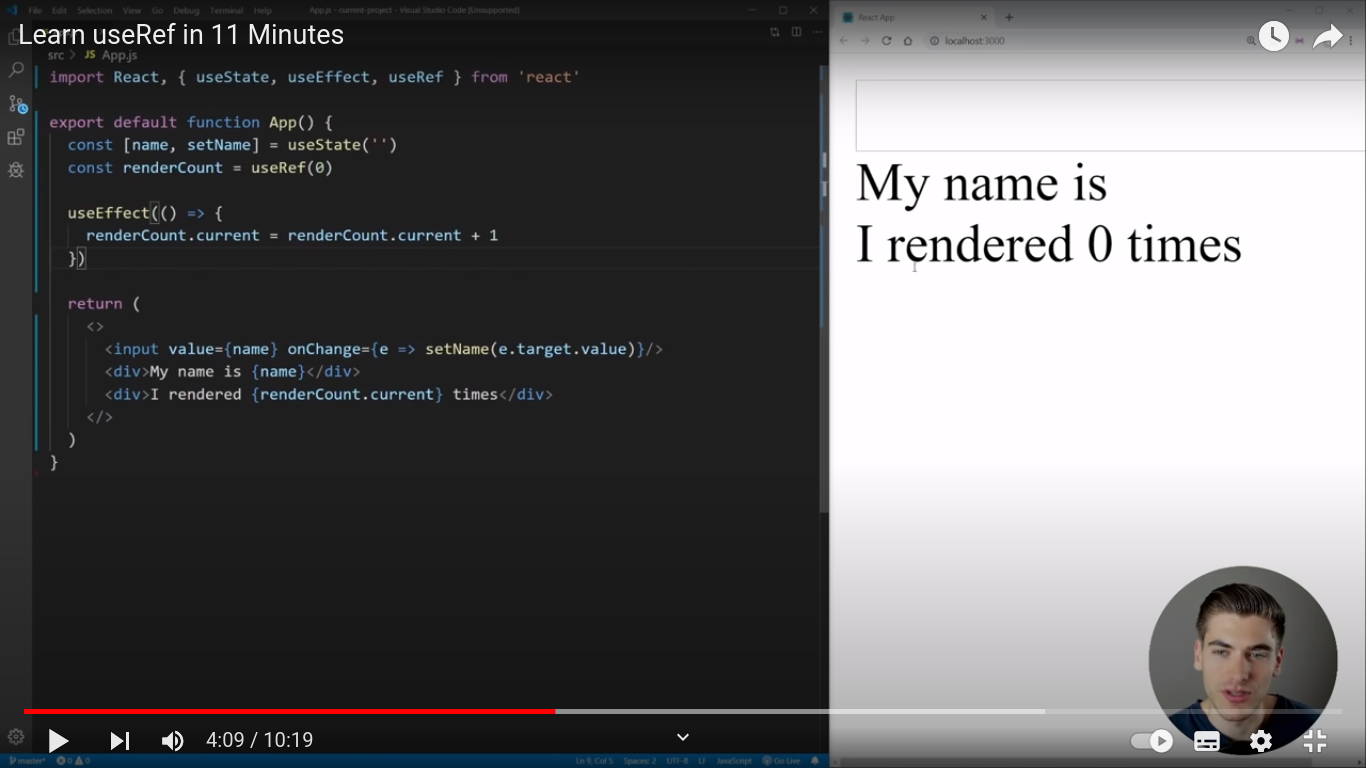 File Edit Selection View Go Debug Terminal Help App.js - current-project - Visual Studio Code [Unsupported]
Learn useRef in 11 Minutes
src > JS App.js
import React, { useState, useEffect, useRef } from 'react'
export default function App() {
const [name, setName] = useState('')
const renderCount = useRef(0)
useEffect(() => {
renderCount.current = renderCount.current + 1
})
return (
<>
<input value={name} onChange={e => setName(e.target.value)}/>
<div>My name is {name}</div>
<div>I rendered {renderCount.current} times</div>
</>
)
}
React App
localhost:3000
My name is
I rendered 0 times
4:09 / 10:19
master* 0 0 Ln 9, Col 5 Spaces: 2 UTF-8 LF JavaScript Go Live